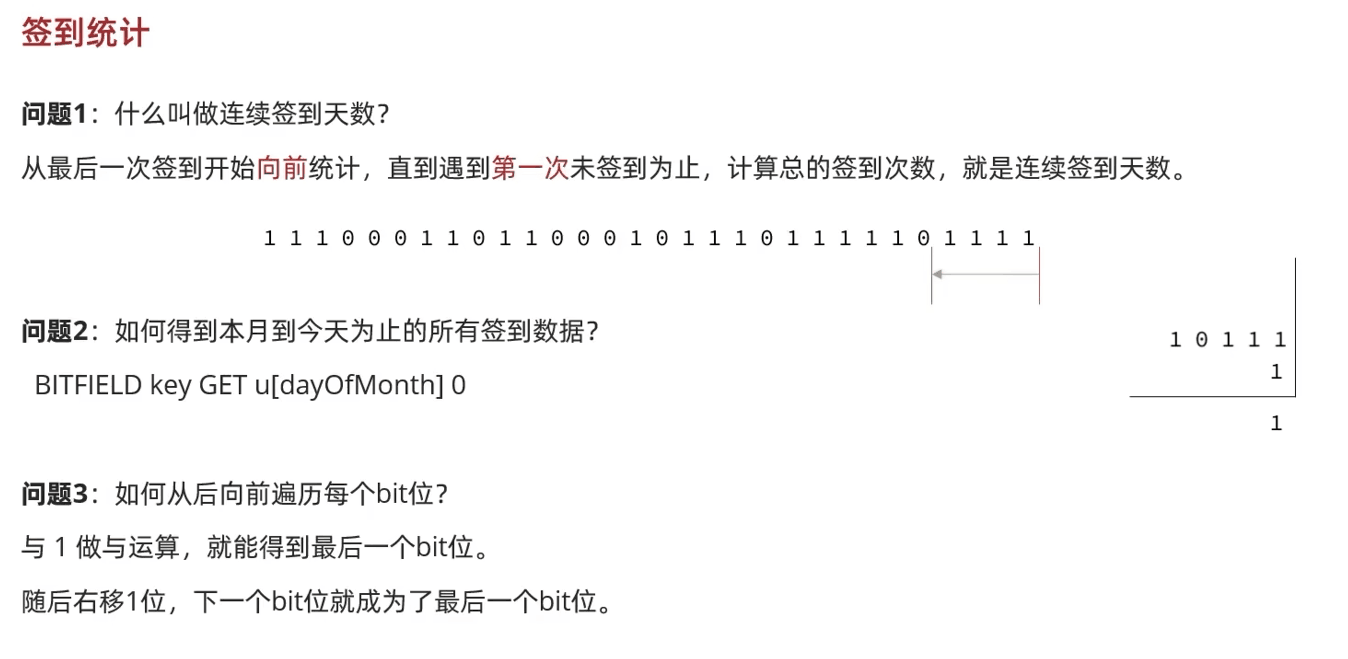 签到统计
问题1：什么叫做连续签到天数？
从最后一次签到开始向前统计，直到遇到第一次未签到为止，计算总的签到次数，就是连续签到天数。
1 1 1 0 0 0 1 1 0 1 1 0 0 0 1 0 1 1 1 0 1 1 1 1 1 0 1 1 1 1
问题2：如何得到本月到今天为止的所有签到数据？
BITFIELD key GET u[dayOfMonth] 0
1 0 1 1 1
1
1
问题3：如何从后向前遍历每个bit位？
与 1 做与运算，就能得到最后一个bit位。
随后右移1位，下一个bit位就成为了最后一个bit位。